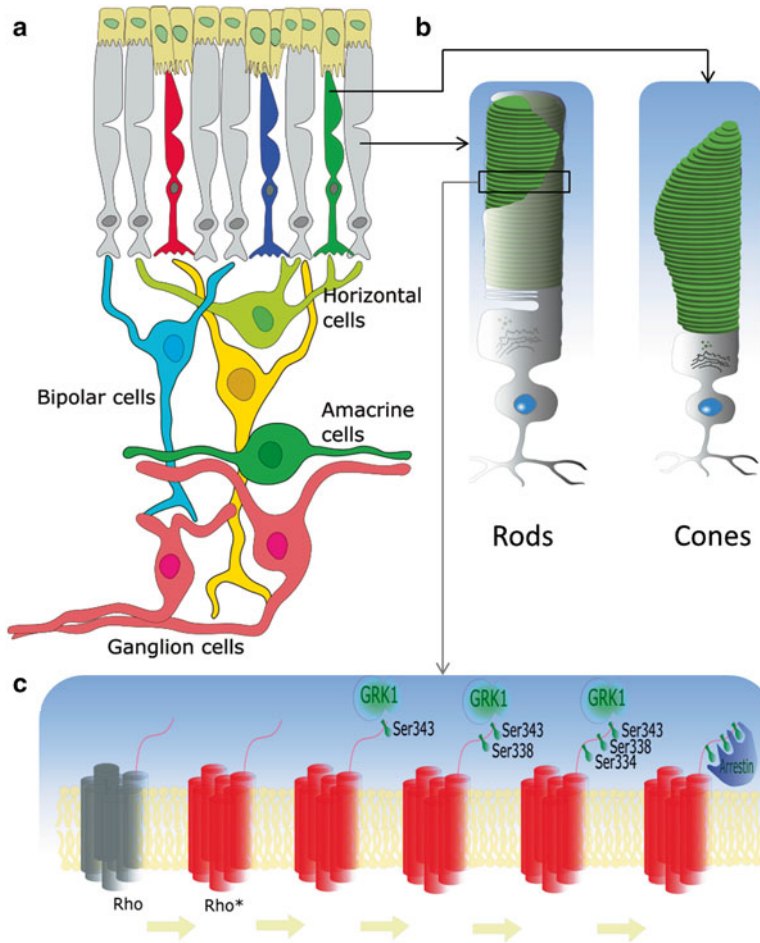 a
b
Horizontal
cells
Bipolar cells
Amacrine
cells
Ganglion cells
Rods
Cones
c
GRK1
Ser343
GRK1
Ser343
Ser338
GRK1
Ser343
Ser338
Ser334
Arrestin
Rho
Rho*